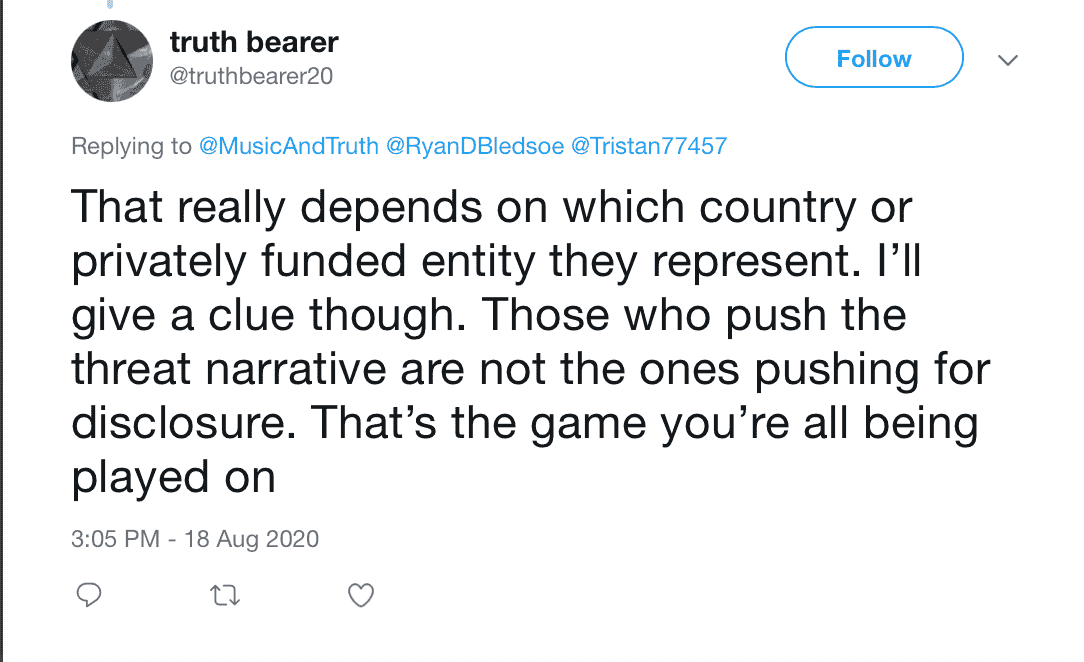 truth bearer
@truthbearer20
Follow
Replying to @MusicAndTruth @RyanDBledsoe @Tristan77457
That really depends on which country or
privately funded entity they represent. I’ll
give a clue though. Those who push the
threat narrative are not the ones pushing for
disclosure. That’s the game you’re all being
played on
3:05 PM - 18 Aug 2020